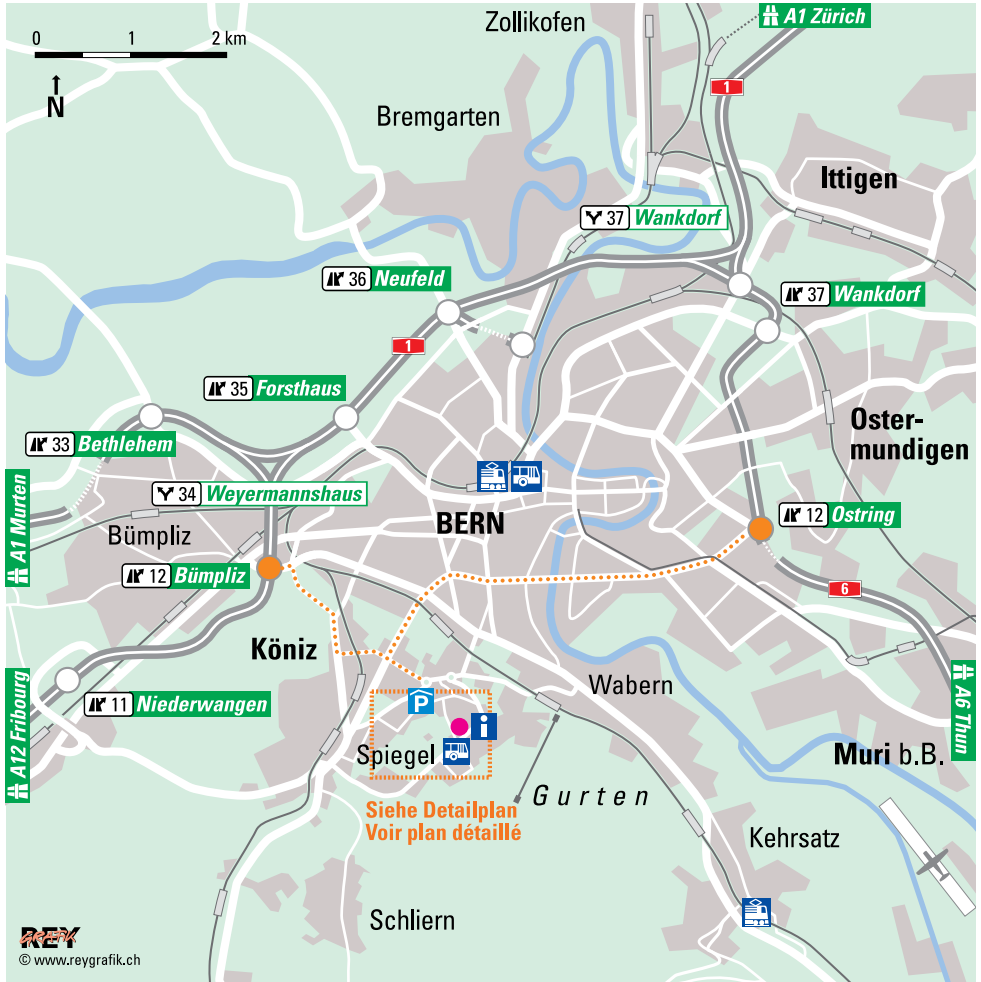 0 1 2 km
N
Zollikofen
A1 Zürich
1
Bremgarten
Ittigen
37 Wankdorf
36 Neufeld
37 Wankdorf
1
35 Forsthaus
33 Bethlehem
Oster-
mundigen
A1 Murten
34 Weyermannshaus
BERN
12 Ostring
Bümpliz
12 Bümpliz
6
Köniz
Wabern
A6 Thun
11 Niederwangen
A12 Fribourg
P
i
Spiegel
Muri b.B.
Gurten
Siehe Detailplan
Voir plan détaillé
Kehrsatz
Schliern
REY
GRAFIK
© www.reygrafik.ch